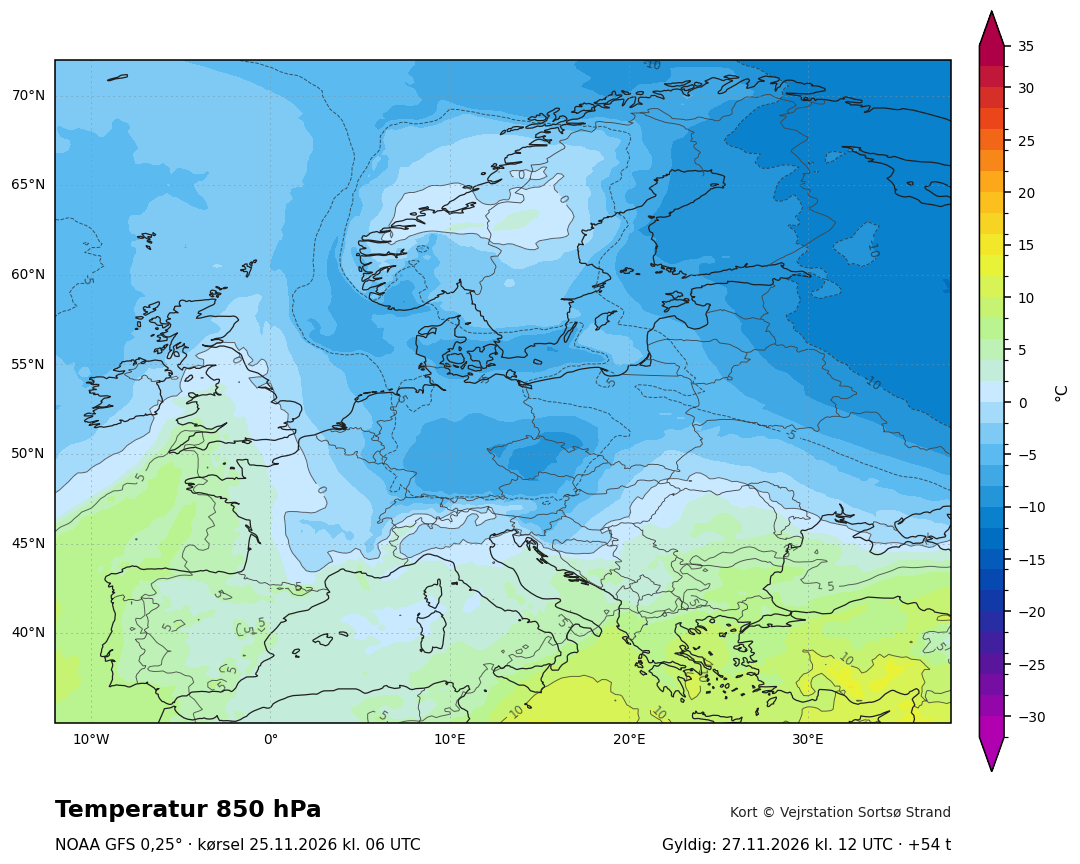 70°N
65°N
60°N
55°N
50°N
45°N
40°N
10°W
0°
10°E
20°E
30°E
35
30
25
20
15
10
5
0
−5
−10
−15
−20
−25
−30
°C
Temperatur 850 hPa
Kort © Vejrstation Sortsø Strand
NOAA GFS 0,25° · kørsel 25.11.2026 kl. 06 UTC
Gyldig: 27.11.2026 kl. 12 UTC · +54 t